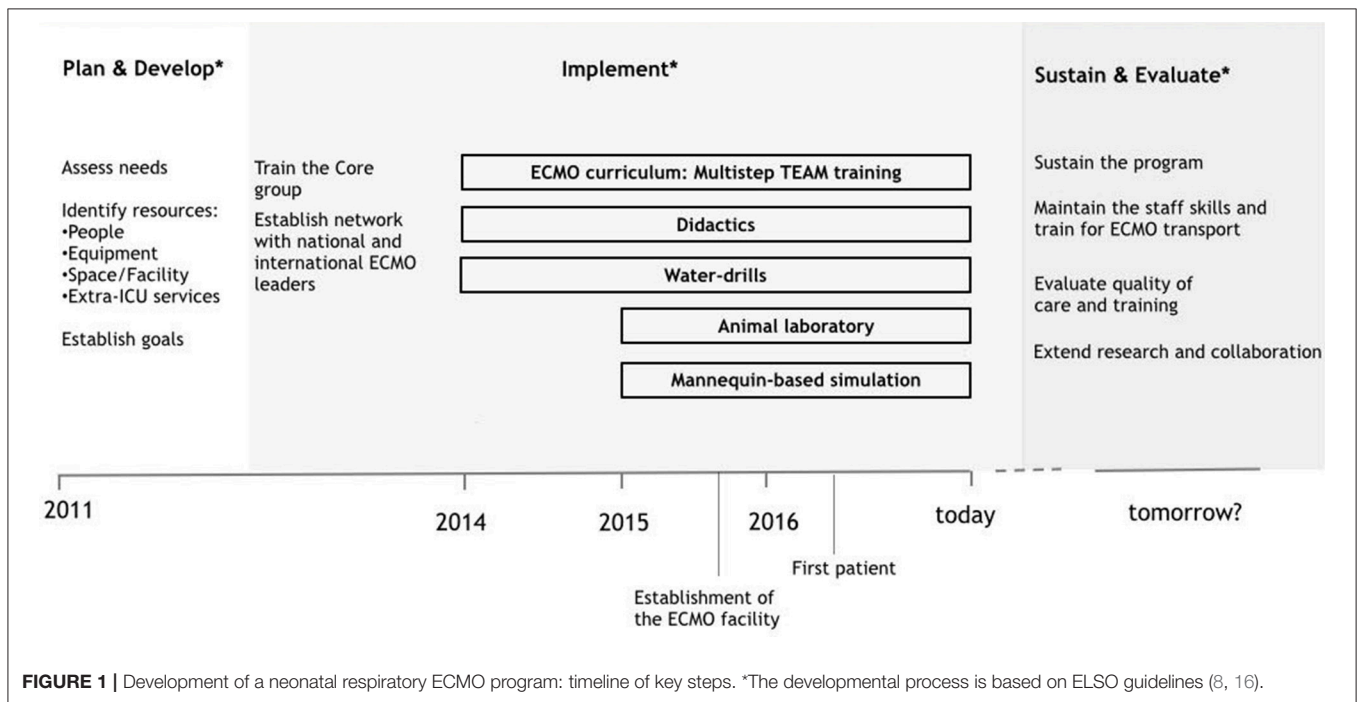 Plan & Develop*
Implement*
Sustain & Evaluate*
Assess needs
Identify resources:
•People
•Equipment
•Space/Facility
•Extra-ICU services
Establish goals
Train the Core
group
Establish network
with national and
international ECMO
leaders
ECMO curriculum: Multistep TEAM training
Didactics
Water-drills
Animal laboratory
Mannequin-based simulation
Sustain the program
Maintain the staff skills and
train for ECMO transport
Evaluate quality of
care and training
Extend research and collaboration
2011
2014
2015
2016
today
tomorrow?
First patient
Establishment of
the ECMO facility
FIGURE 1 | Development of a neonatal respiratory ECMO program: timeline of key steps. *The developmental process is based on ELSO guidelines (8, 16).